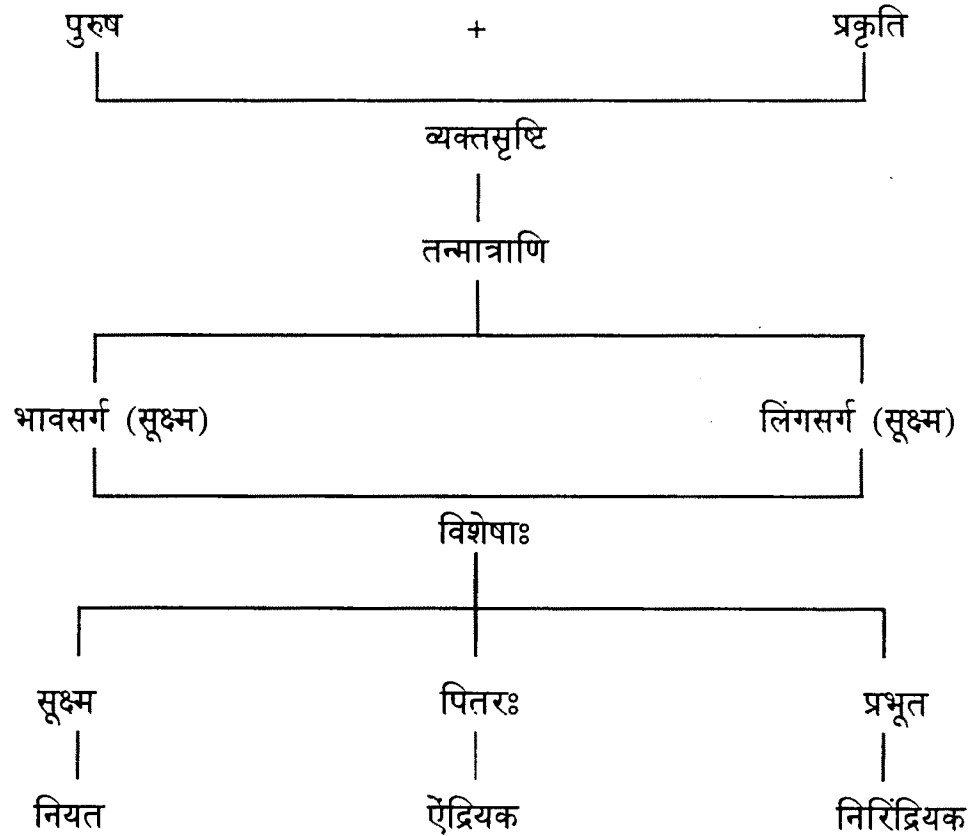 पुरुष + प्रकृति
व्यक्तसृष्टि
तन्मात्राणि
भावसर्ग (सूक्ष्म) लिंगसर्ग (सूक्ष्म)
विशेषाः
सूक्ष्म पितरः प्रभूत
नियत ऐंद्रियक निरिंद्रियक